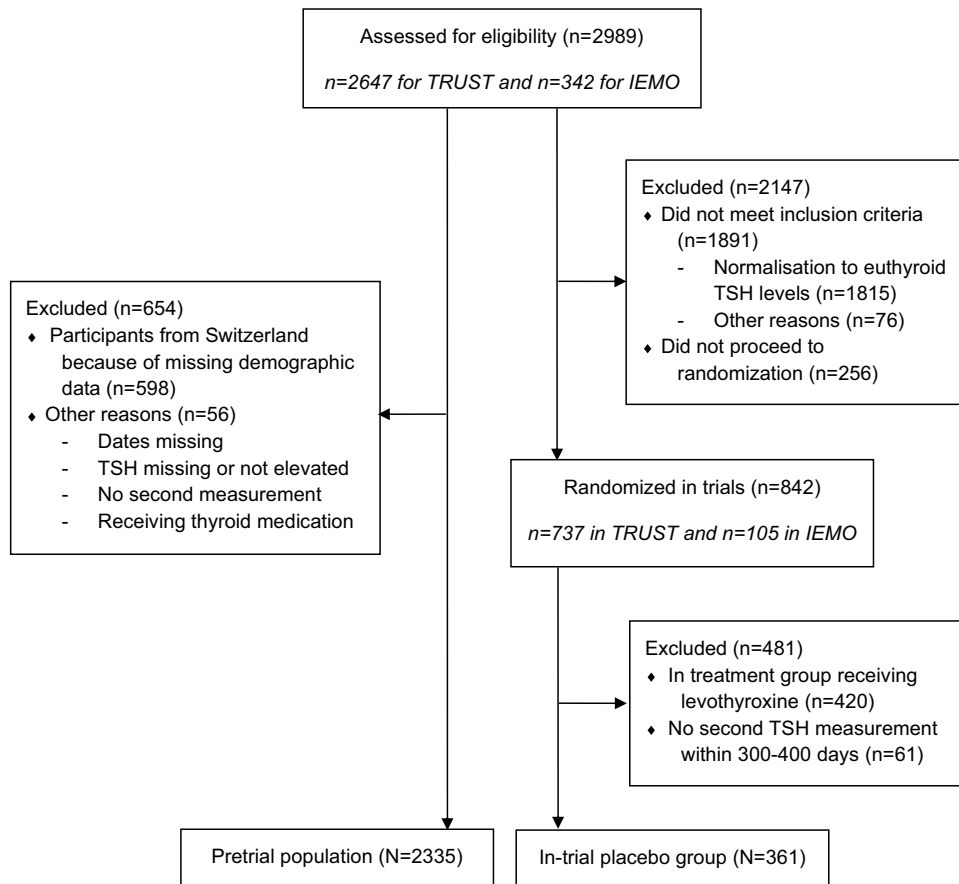 Assessed for eligibility (n=2989)
n=2647 for TRUST and n=342 for IEMO
Excluded (n=2147)
♦ Did not meet inclusion criteria
(n=1891)
- Normalisation to euthyroid
TSH levels (n=1815)
- Other reasons (n=76)
♦ Did not proceed to
randomization (n=256)
Excluded (n=654)
♦ Participants from Switzerland
because of missing demographic
data (n=598)
♦ Other reasons (n=56)
- Dates missing
- TSH missing or not elevated
- No second measurement
- Receiving thyroid medication
Randomized in trials (n=842)
n=737 in TRUST and n=105 in IEMO
Excluded (n=481)
♦ In treatment group receiving
levothyroxine (n=420)
♦ No second TSH measurement
within 300-400 days (n=61)
Pretrial population (N=2335)
In-trial placebo group (N=361)